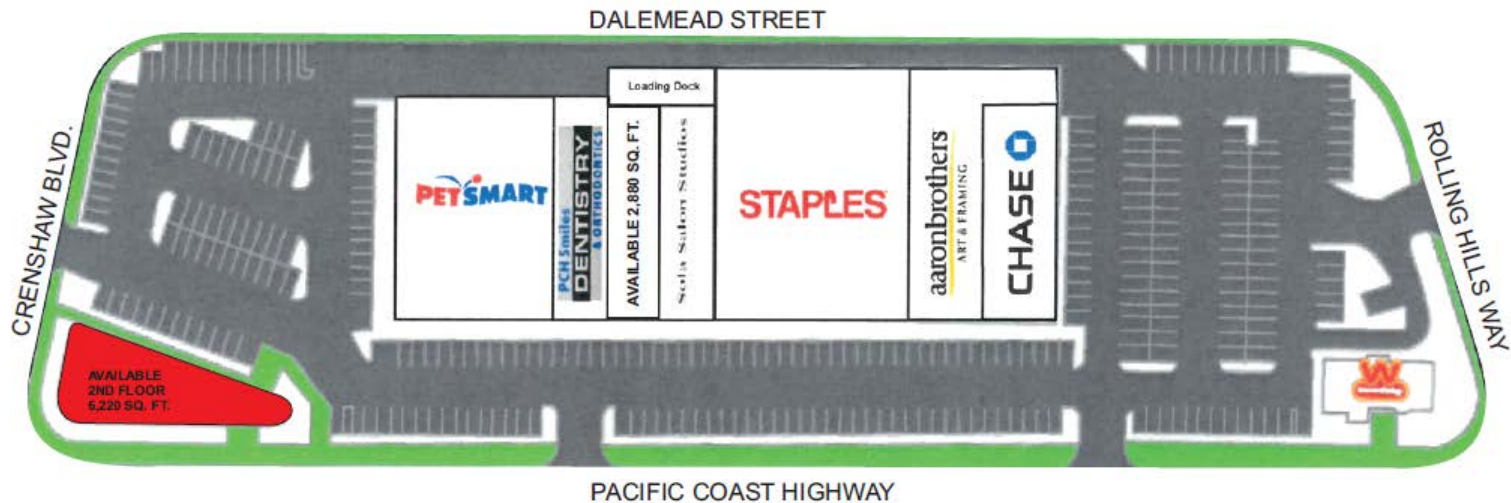 DALEMEAD STREET
CRENSHAW BLVD.
ROLLING HILLS WAY
Loading Dock
PETSMART
PCH Smiles
DENTISTRY
& ORTHODONTICS
AVAILABLE 2,880 SQ. FT.
Sola Salon Studios
STAPLES
aaronbrothers
ART & FRAMING
CHASE
AVAILABLE
2ND FLOOR
6,220 SQ. FT.
W
PACIFIC COAST HIGHWAY